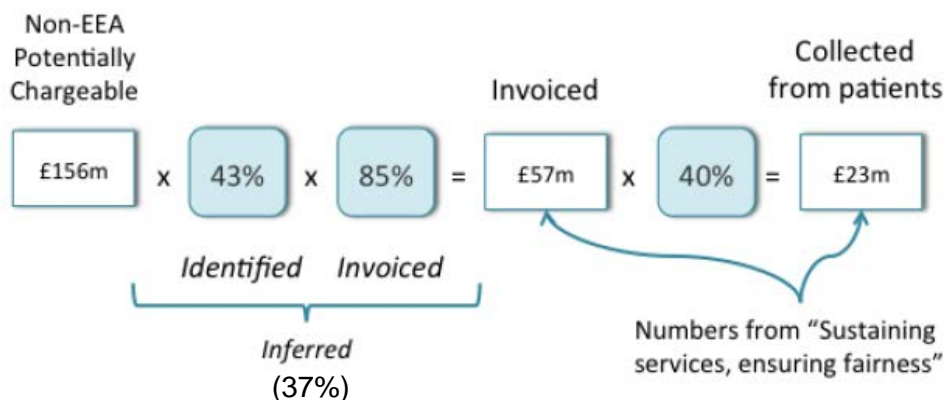 Non-EEA
Potentially
Chargeable
Invoiced
Collected
from patients
£156m x 43% x 85% = £57m x 40% = £23m
Identified Invoiced
Inferred
(37%)
Numbers from “Sustaining
services, ensuring fairness”